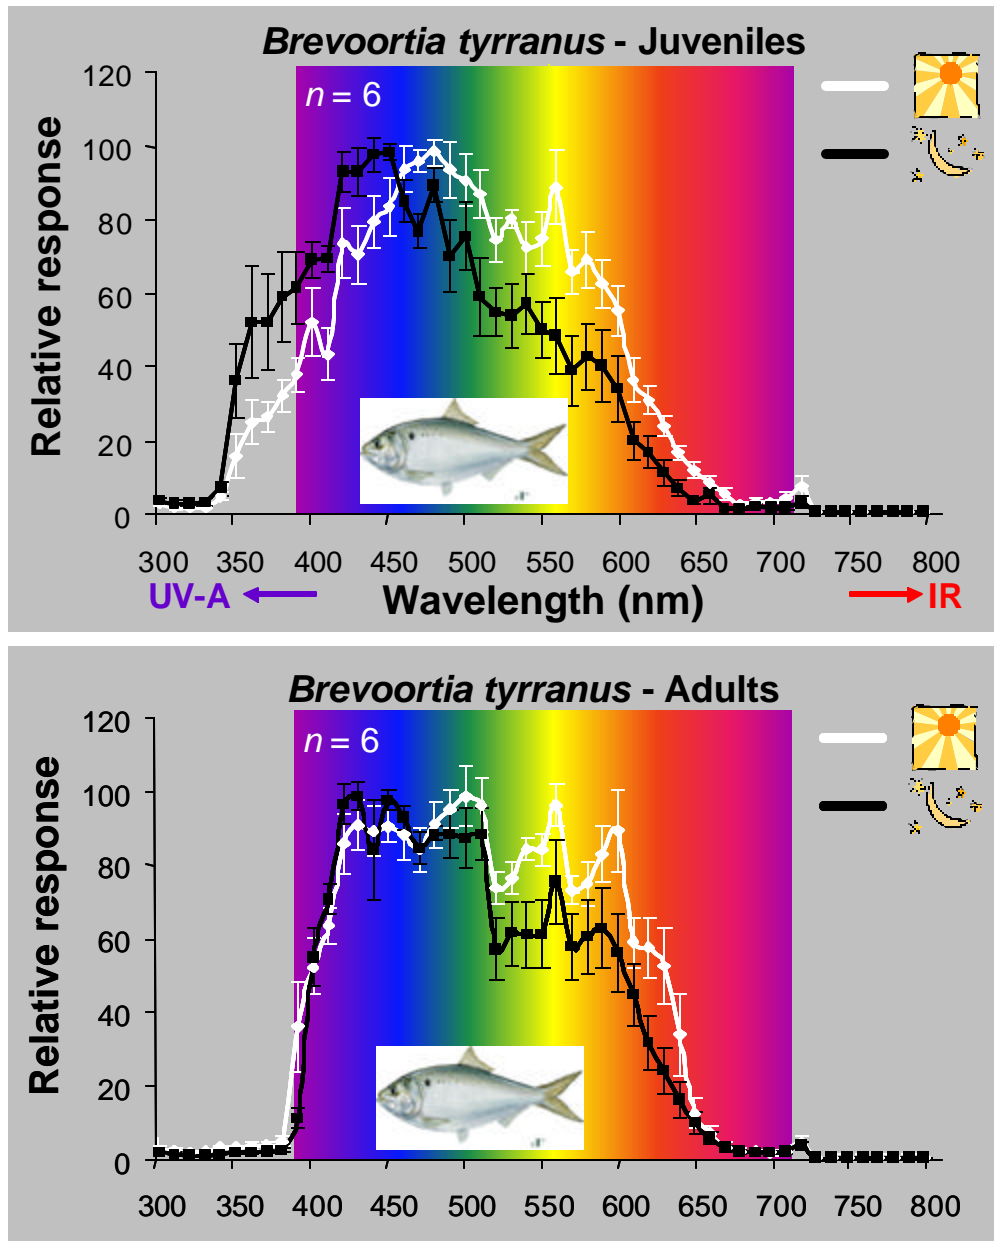 Brevoortia tyrranus - Juveniles
n = 6
Relative response
120
100
80
60
40
20
0
300 350 400 450 500 550 600 650 700 750 800
UV-A Wavelength (nm) IR
Brevoortia tyrranus - Adults
n = 6
Relative response
120
100
80
60
40
20
0
300 350 400 450 500 550 600 650 700 750 800